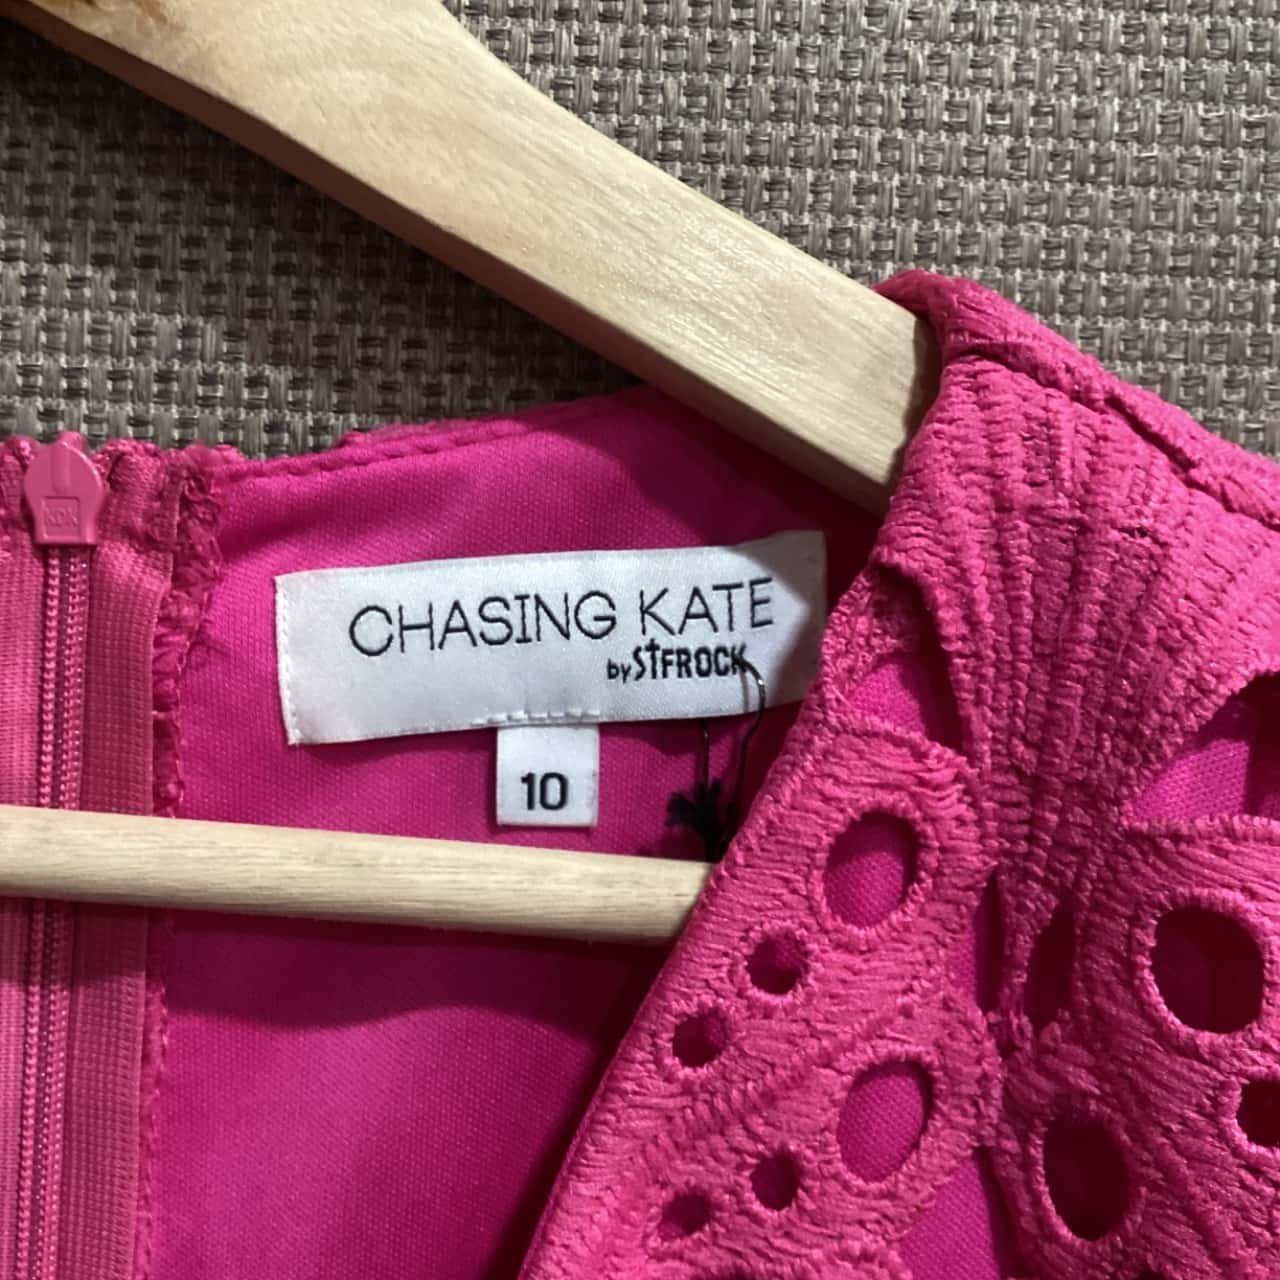 CHASING KATE
by STFROCK
10